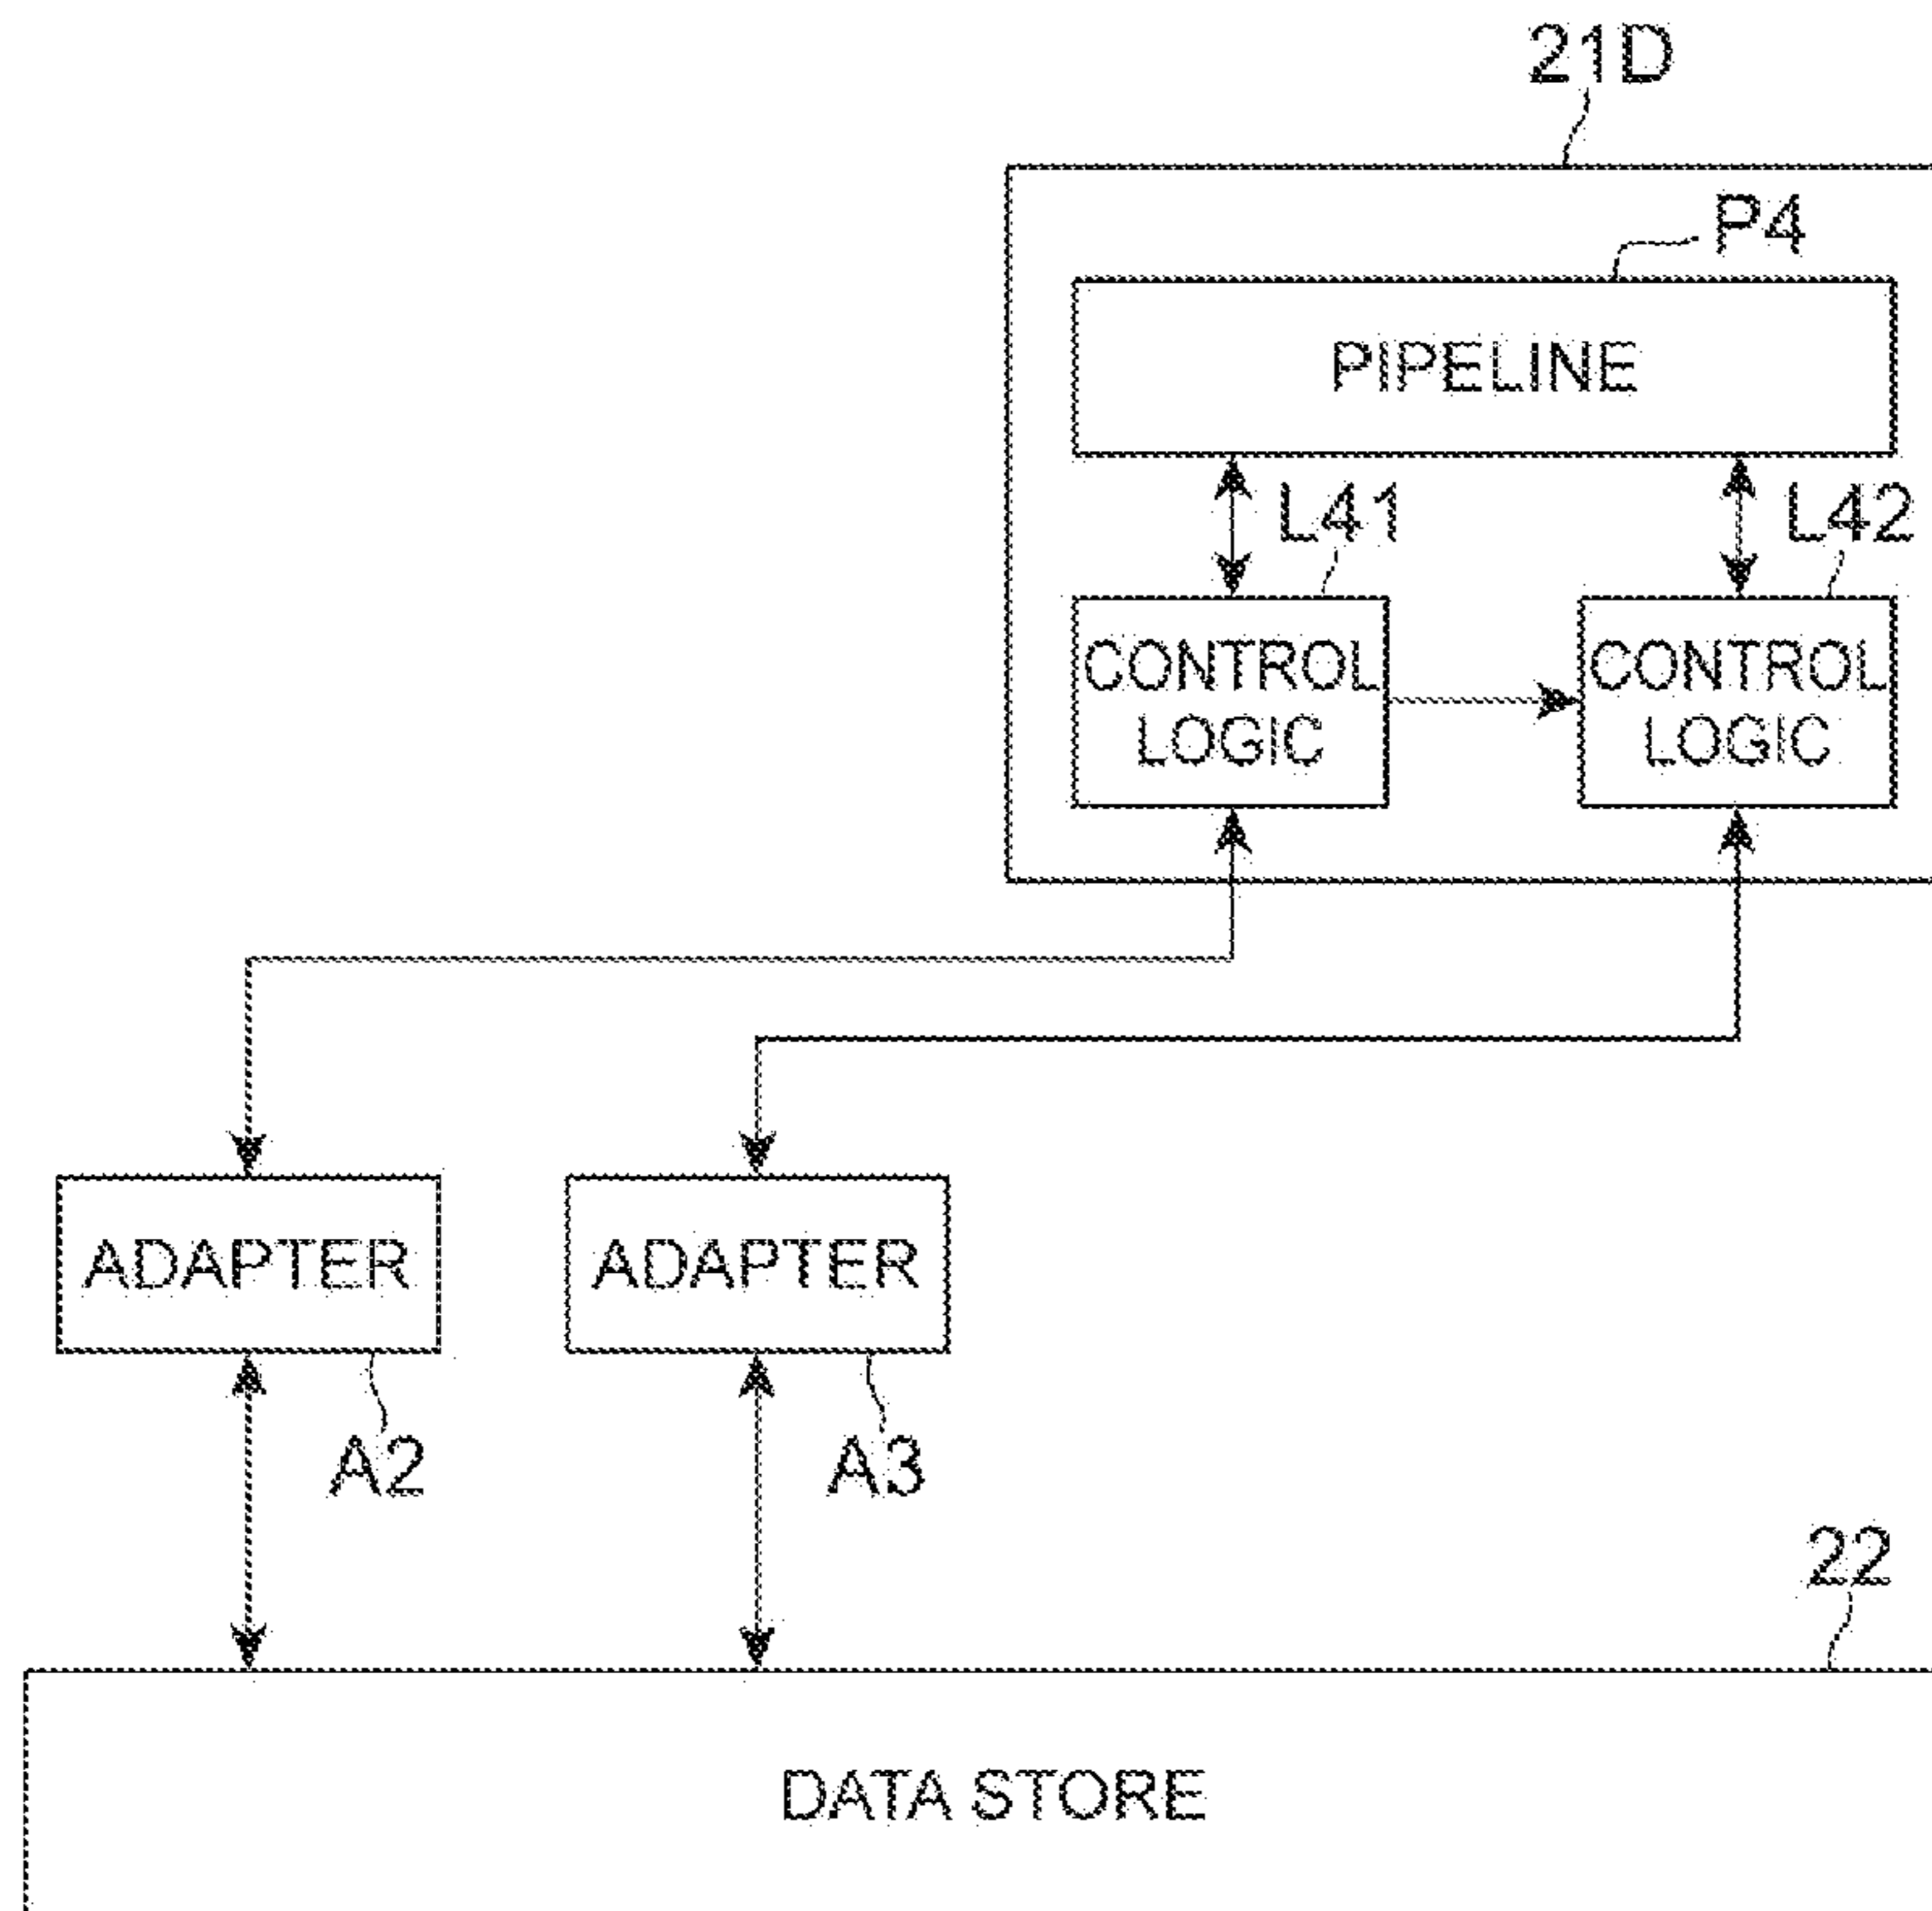 21D
P4
PIPELINE
L41
L42
CONTROL
LOGIC
CONTROL
LOGIC
ADAPTER
ADAPTER
A2
A3
22
DATA STORE